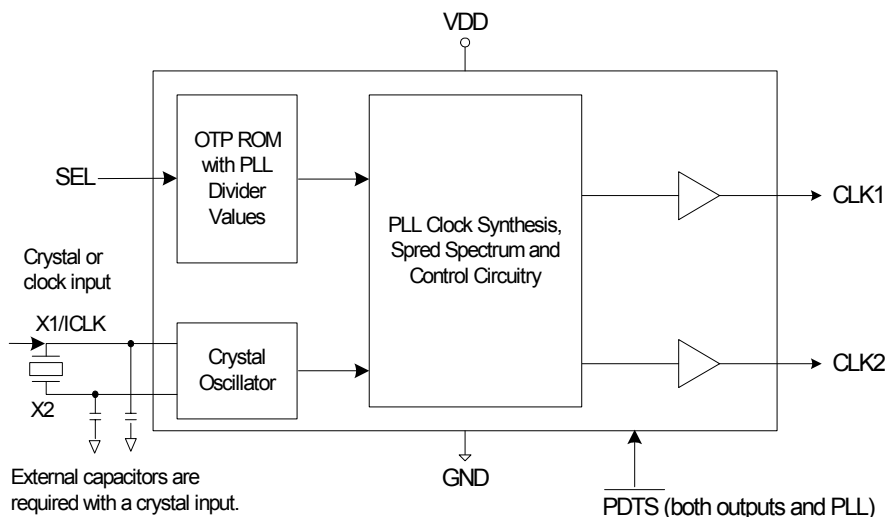 VDD
OTP ROM
with PLL
Divider
Values
SEL
PLL Clock Synthesis,
Spred Spectrum and
Control Circuitry
CLK1
Crystal or
clock input
X1/ICLK
Crystal
Oscillator
CLK2
X2
GND
External capacitors are
required with a crystal input.
PDTS (both outputs and PLL)